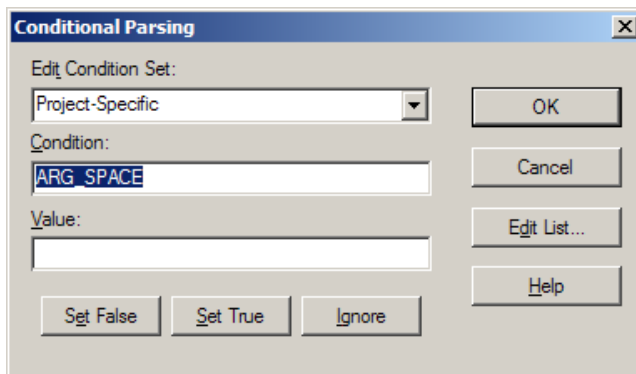 Conditional Parsing
Edit Condition Set:
Project-Specific
OK
Condition:
ARG_SPACE
Cancel
Value:
Edit List...
Help
Set False Set True Ignore